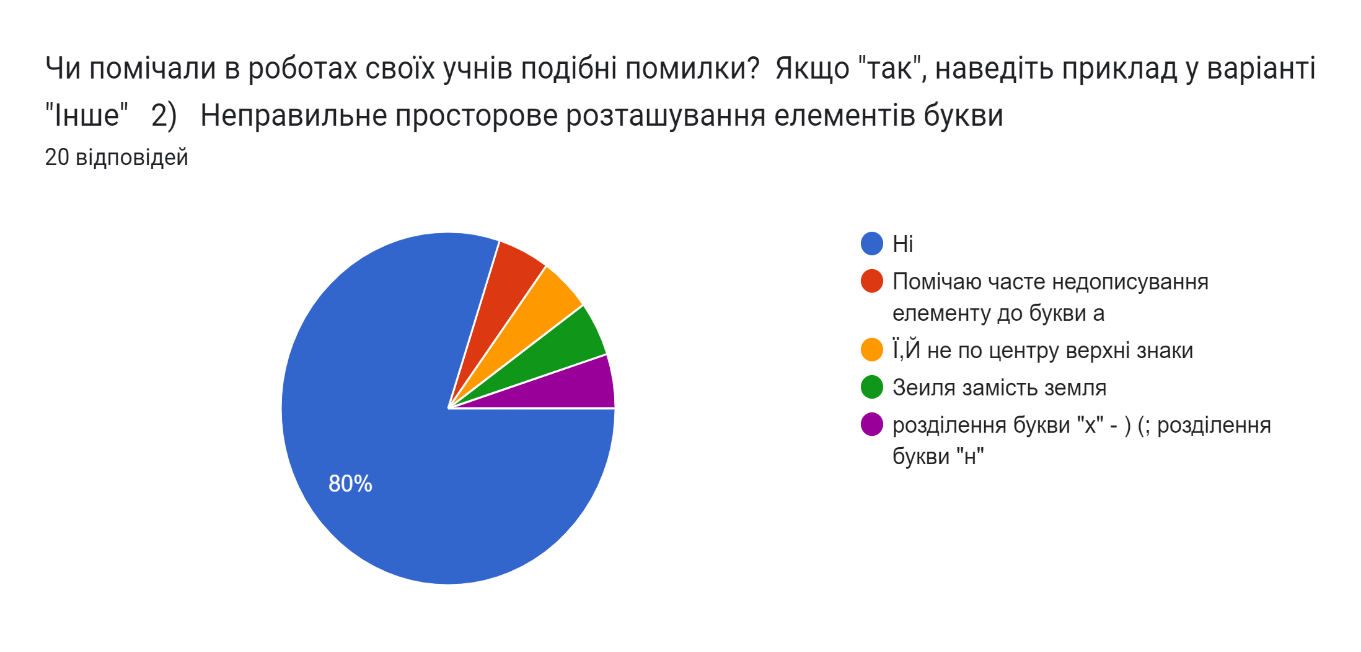 Чи помічали в роботах своїх учнів подібні помилки?  Якщо "так", наведіть приклад у варіанті
"Інше"   2)   Неправильне просторове розташування елементів букви
20 відповідей
Ні
Помічаю часте недописування
елементу до букви а
Ї,Й не по центру верхні знаки
Зеиля замість земля
розділення букви "х" - ) (; розділення
букви "н"
80%